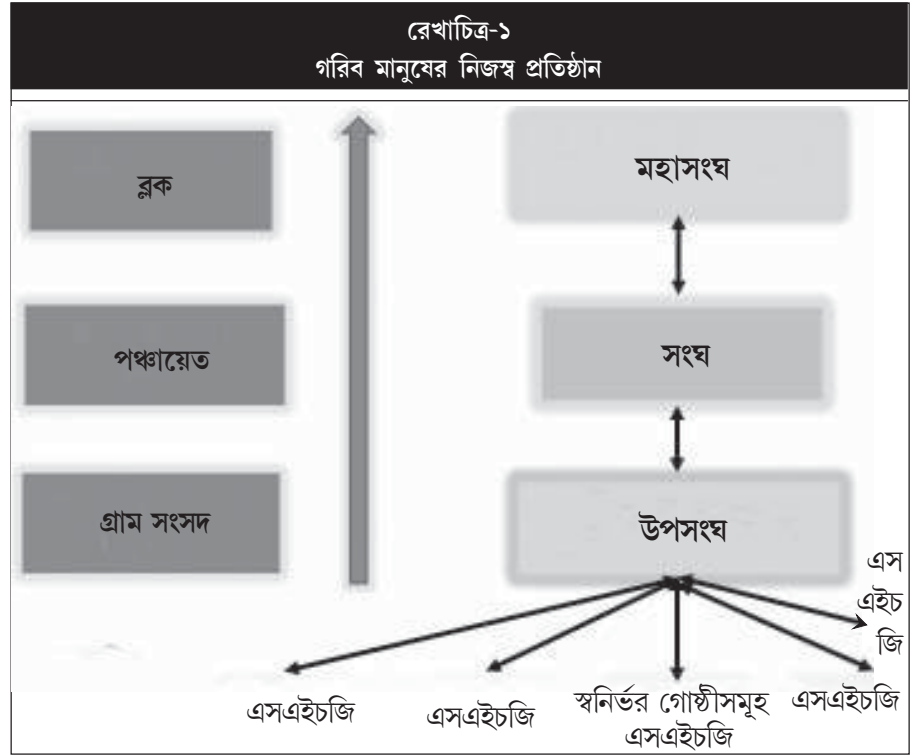 রেখাচিত্র-১
গরিব মানুষের নিজস্ব প্রতিষ্ঠান
ব্লক
মহাসংঘ
পঞ্চায়েত
সংঘ
গ্রাম সংসদ
উপসংঘ
এস
এইচ
জি
এসএইচজি
এসএইচজি
স্বনির্ভর গোষ্ঠীসমূহ
এসএইচজি
এসএইচজি